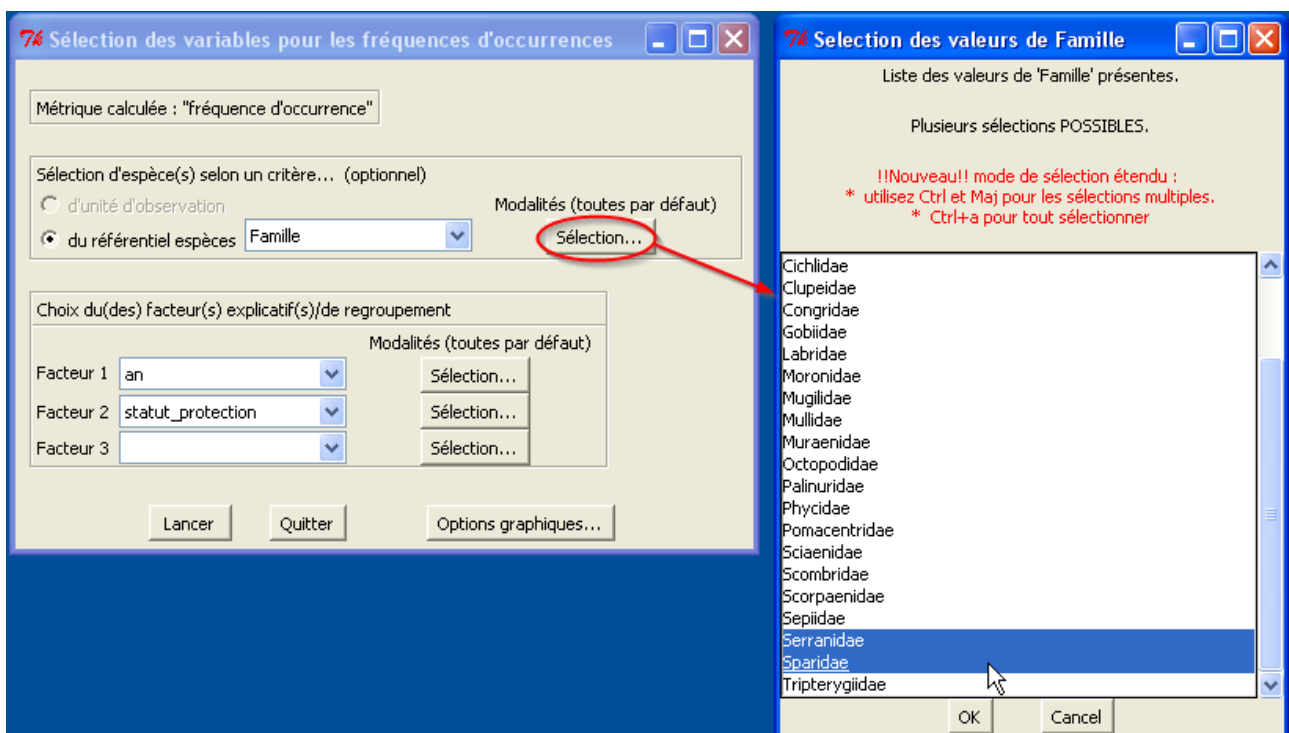 Sélection des variables pour les fréquences d'occurrences
Métrique calculée : "fréquence d'occurrence"
Sélection d'espèce(s) selon un critère... (optionnel)
d'unité d'observation
Modalités (toutes par défaut)
du référentiel espèces
Famille
Sélection...
Choix du(des) facteur(s) explicatif(s)/de regroupement
Modalités (toutes par défaut)
Facteur 1 an Sélection...
Facteur 2 statut_protection Sélection...
Facteur 3 Sélection...
Lancer Quitter Options graphiques...
Selection des valeurs de Famille
Liste des valeurs de 'Famille' présentes.
Plusieurs sélections POSSIBLES.
!!Nouveau!! mode de sélection étendu :
* utilisez Ctrl et Maj pour les sélections multiples.
* Ctrl+a pour tout sélectionner
Cichlidae
Clupeidae
Congridae
Gobiidae
Labridae
Moronidae
Mugilidae
Mullidae
Muraenidae
Octopodidae
Palinuridae
Phycidae
Pomacentridae
Sciaenidae
Scombridae
Scorpaenidae
Sepiidae
Serranidae
Sparidae
Tripterygiidae
OK Cancel